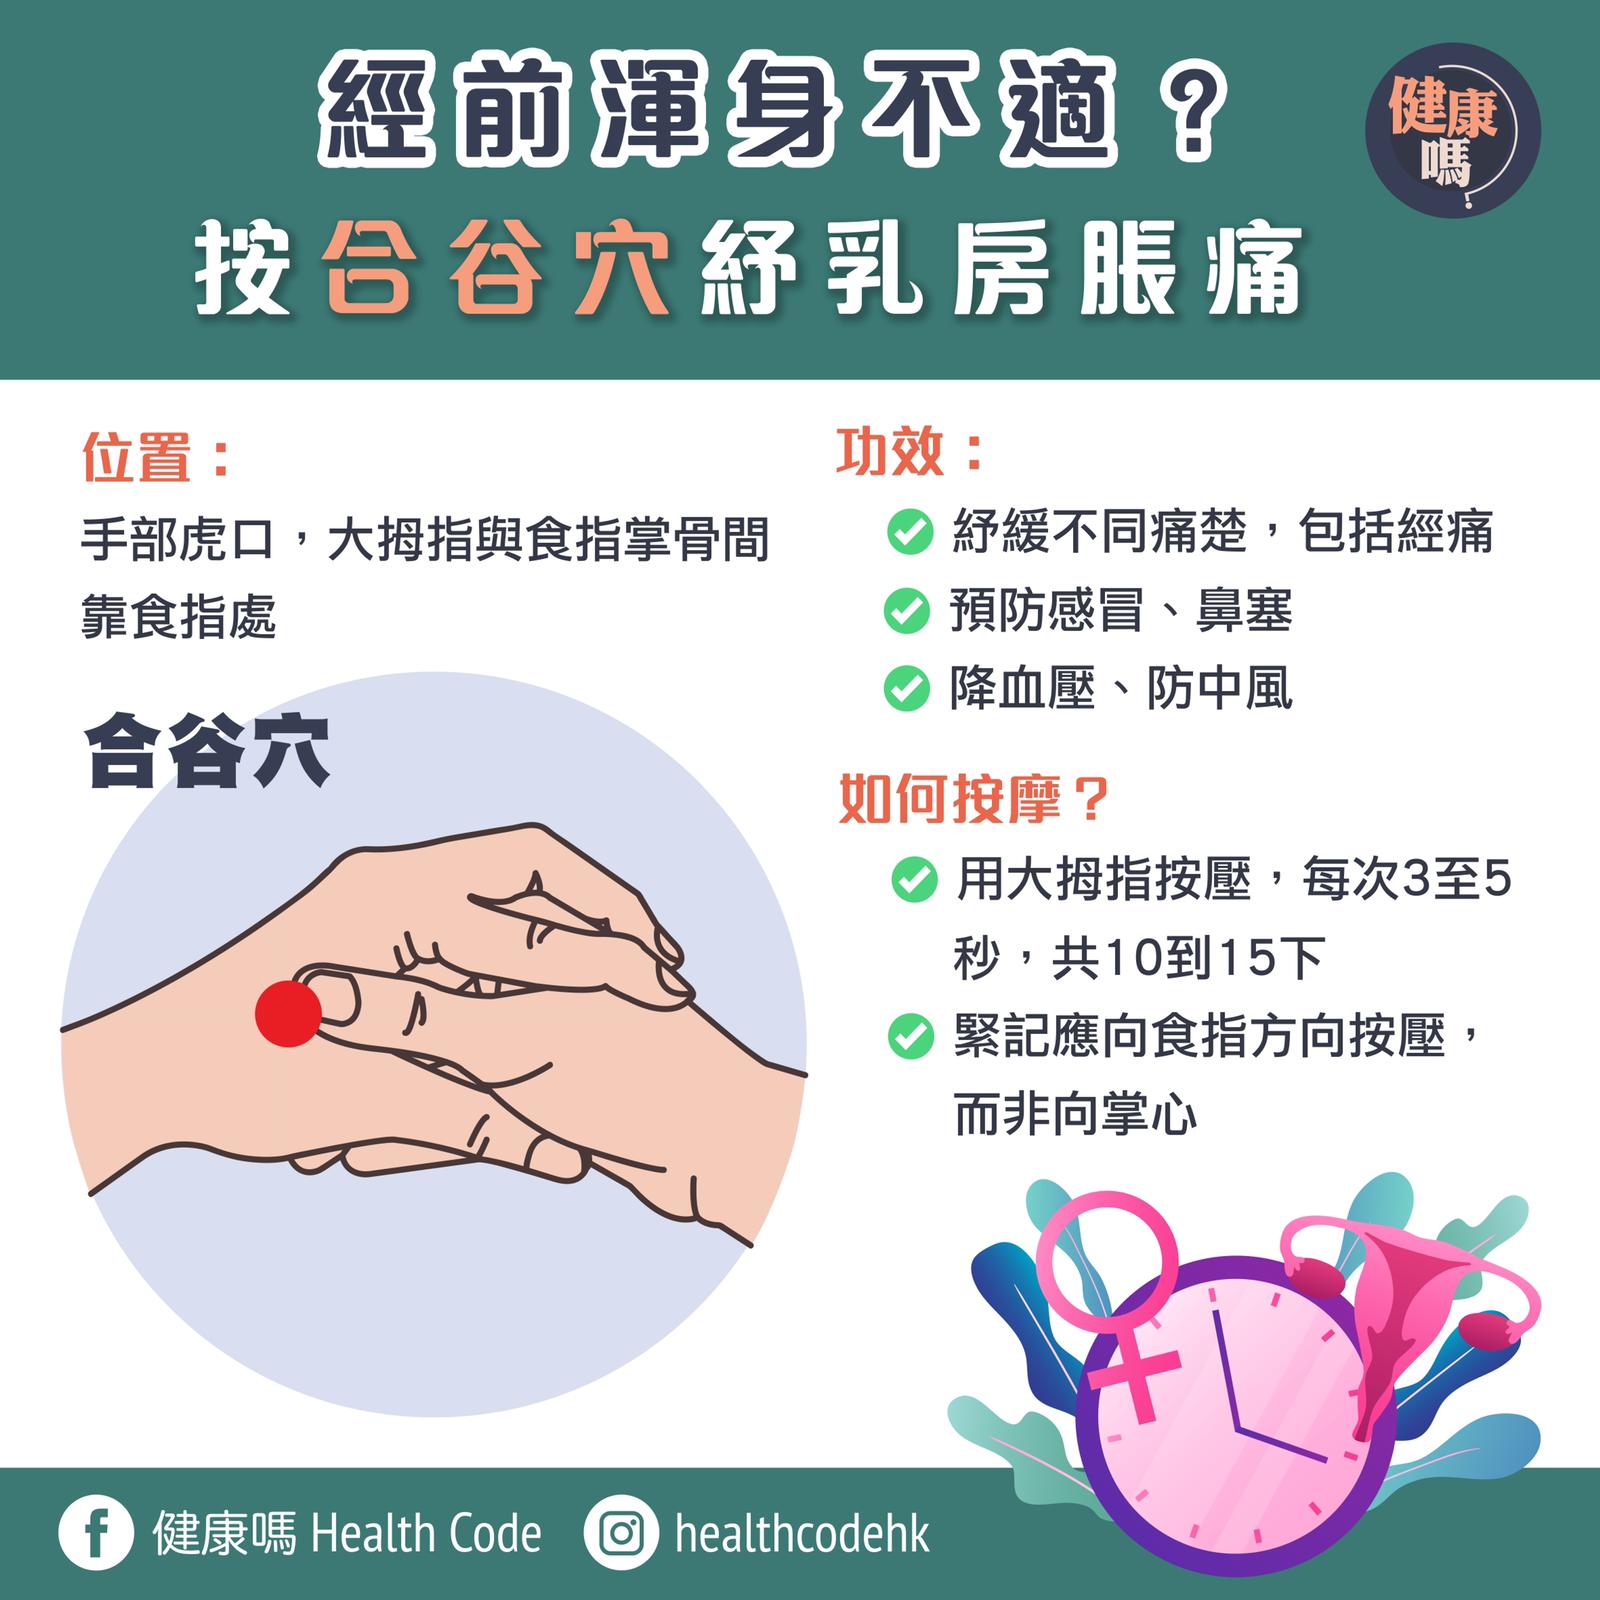 經前渾身不適？
健康
嗎？
按合谷穴紓乳房脹痛
位置：
手部虎口，大拇指與食指掌骨間
靠食指處
合谷穴
功效：
紓緩不同痛楚，包括經痛
預防感冒、鼻塞
降血壓、防中風
如何按摩？
用大拇指按壓，每次3至5
秒，共10到15下
緊記應向食指方向按壓，
而非向掌心
健康嗎 Health Code
healthcodehk